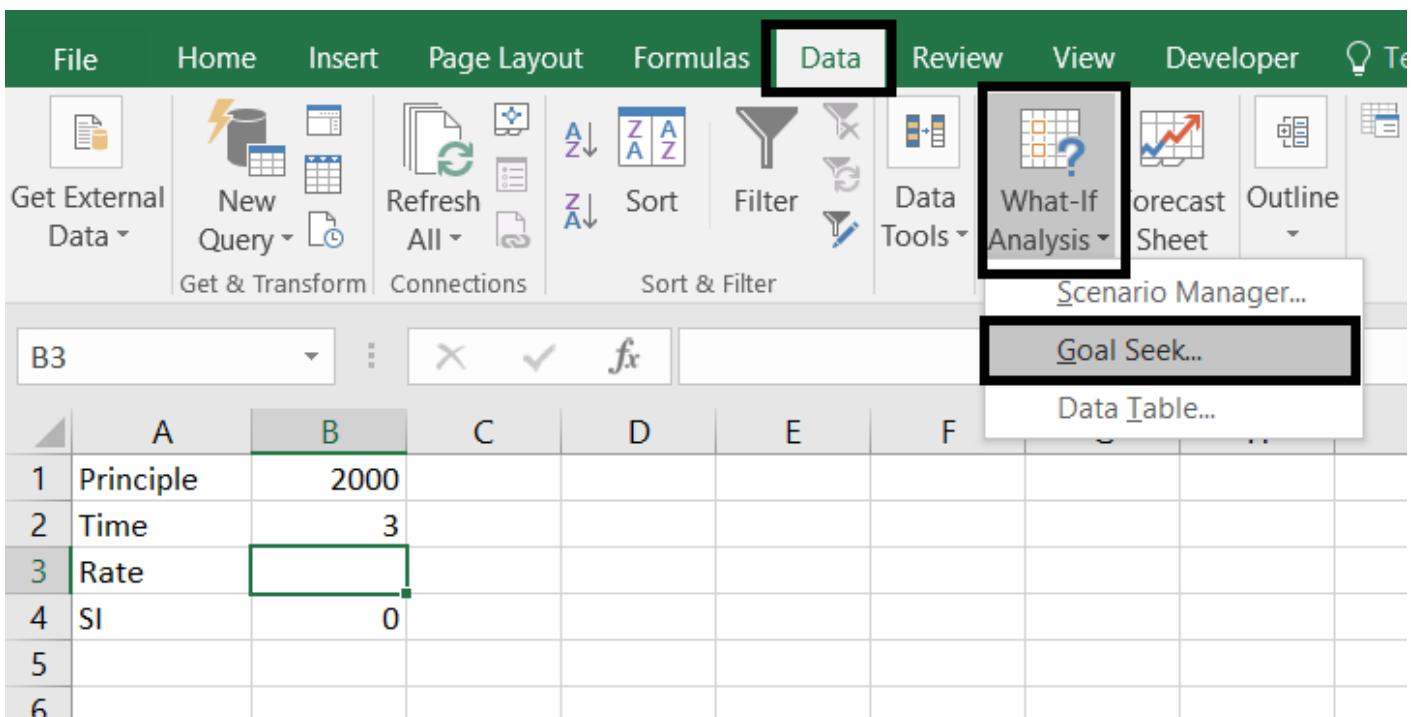 File Home Insert Page Layout Formulas Data Review View Developer
Get External Data
New Query
Refresh All
Sort
Filter
Data Tools
What-If Analysis
Sheet
Outline
Get & Transform Connections Sort & Filter
Scenario Manager...
Goal Seek...
Data Table...
B3 fx
A B C D E F
1 Principle 2000
2 Time 3
3 Rate
4 SI 0
5
6